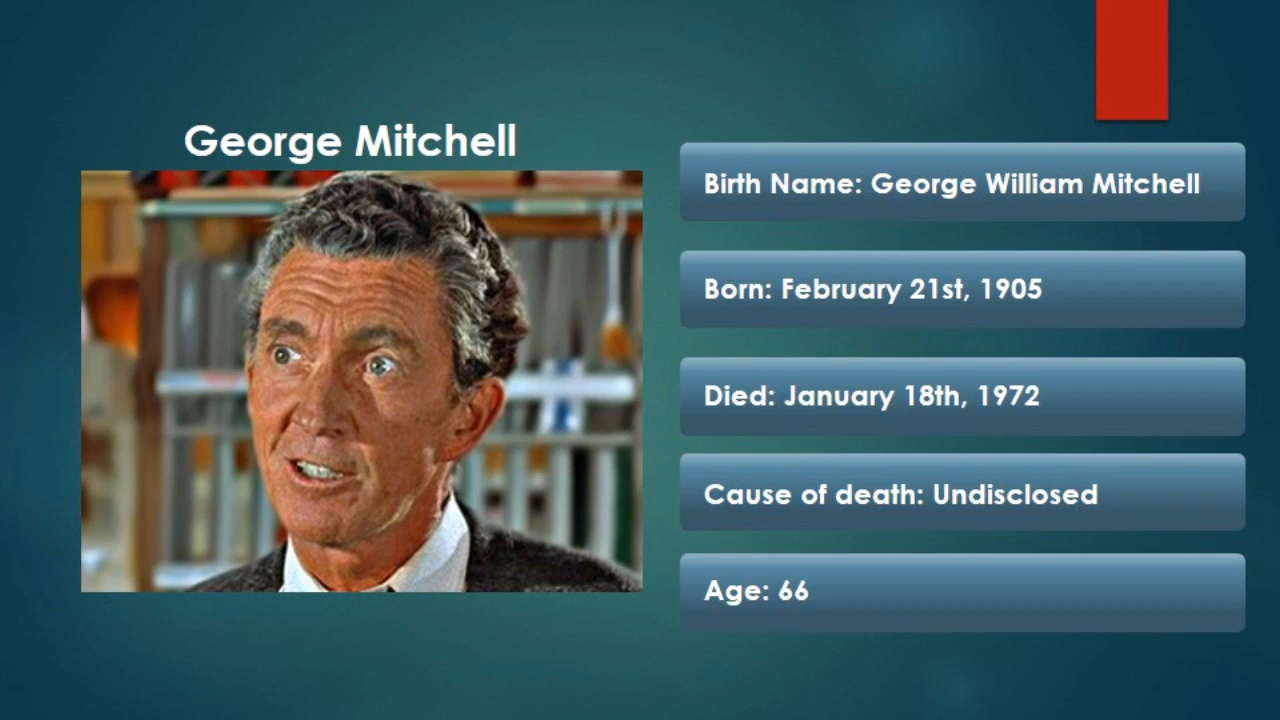 George Mitchell
Birth Name: George William Mitchell
Born: February 21st, 1905
Died: January 18th, 1972
Cause of death: Undisclosed
Age: 66